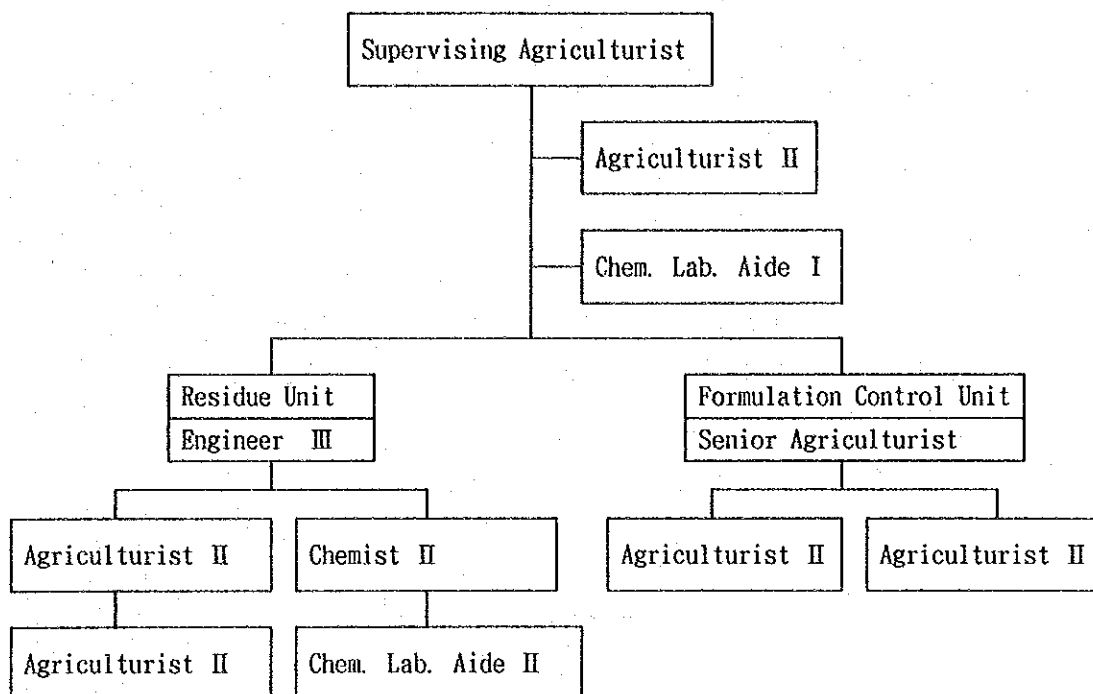 Supervising Agriculturist
Agriculturist II
Chem. Lab. Aide I
Residue Unit
Engineer III
Formulation Control Unit
Senior Agriculturist
Agriculturist II
Chemist II
Agriculturist II
Agriculturist II
Agriculturist II
Chem. Lab. Aide II